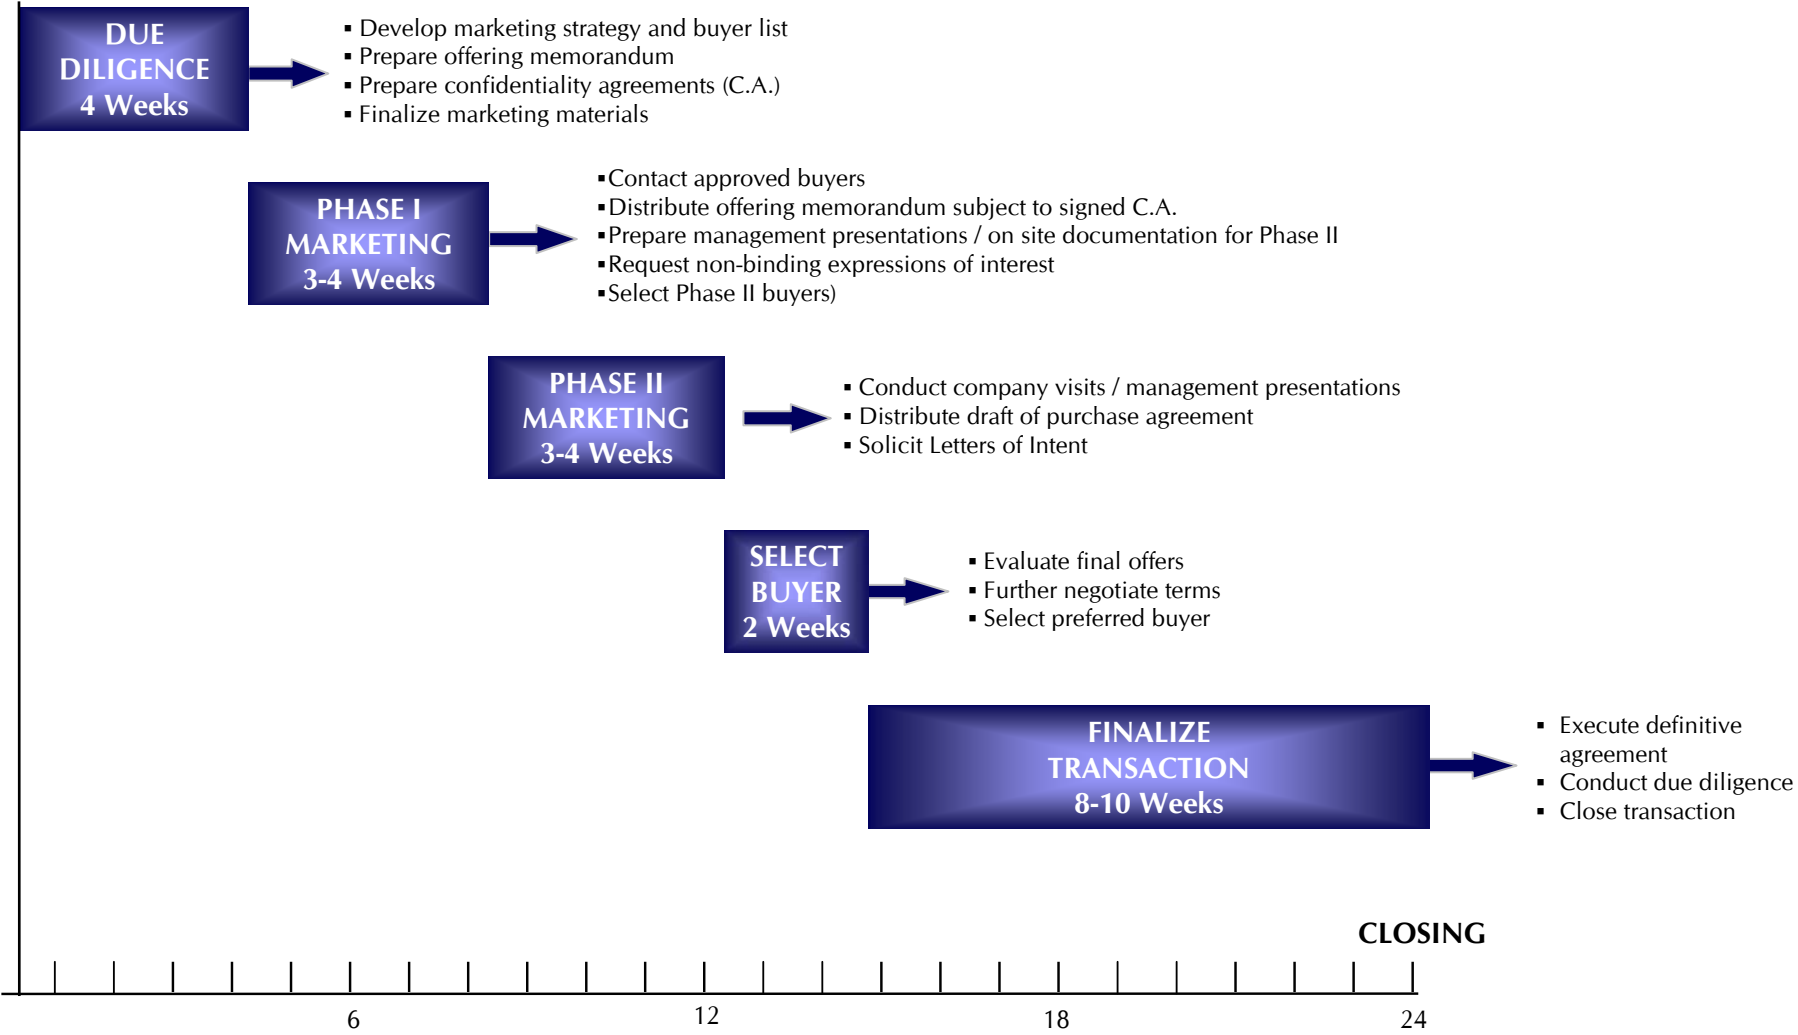 DUE
DILIGENCE
4 Weeks
▪ Develop marketing strategy and buyer list
▪ Prepare offering memorandum
▪ Prepare confidentiality agreements (C.A.)
▪ Finalize marketing materials
PHASE I
MARKETING
3-4 Weeks
▪Contact approved buyers
▪Distribute offering memorandum subject to signed C.A.
▪Prepare management presentations / on site documentation for Phase II
▪Request non-binding expressions of interest
▪Select Phase II buyers)
PHASE II
MARKETING
3-4 Weeks
▪ Conduct company visits / management presentations
▪ Distribute draft of purchase agreement
▪ Solicit Letters of Intent
SELECT
BUYER
2 Weeks
▪ Evaluate final offers
▪ Further negotiate terms
▪ Select preferred buyer
FINALIZE
TRANSACTION
8-10 Weeks
▪ Execute definitive
agreement
▪ Conduct due diligence
▪ Close transaction
CLOSING
6 12 18 24